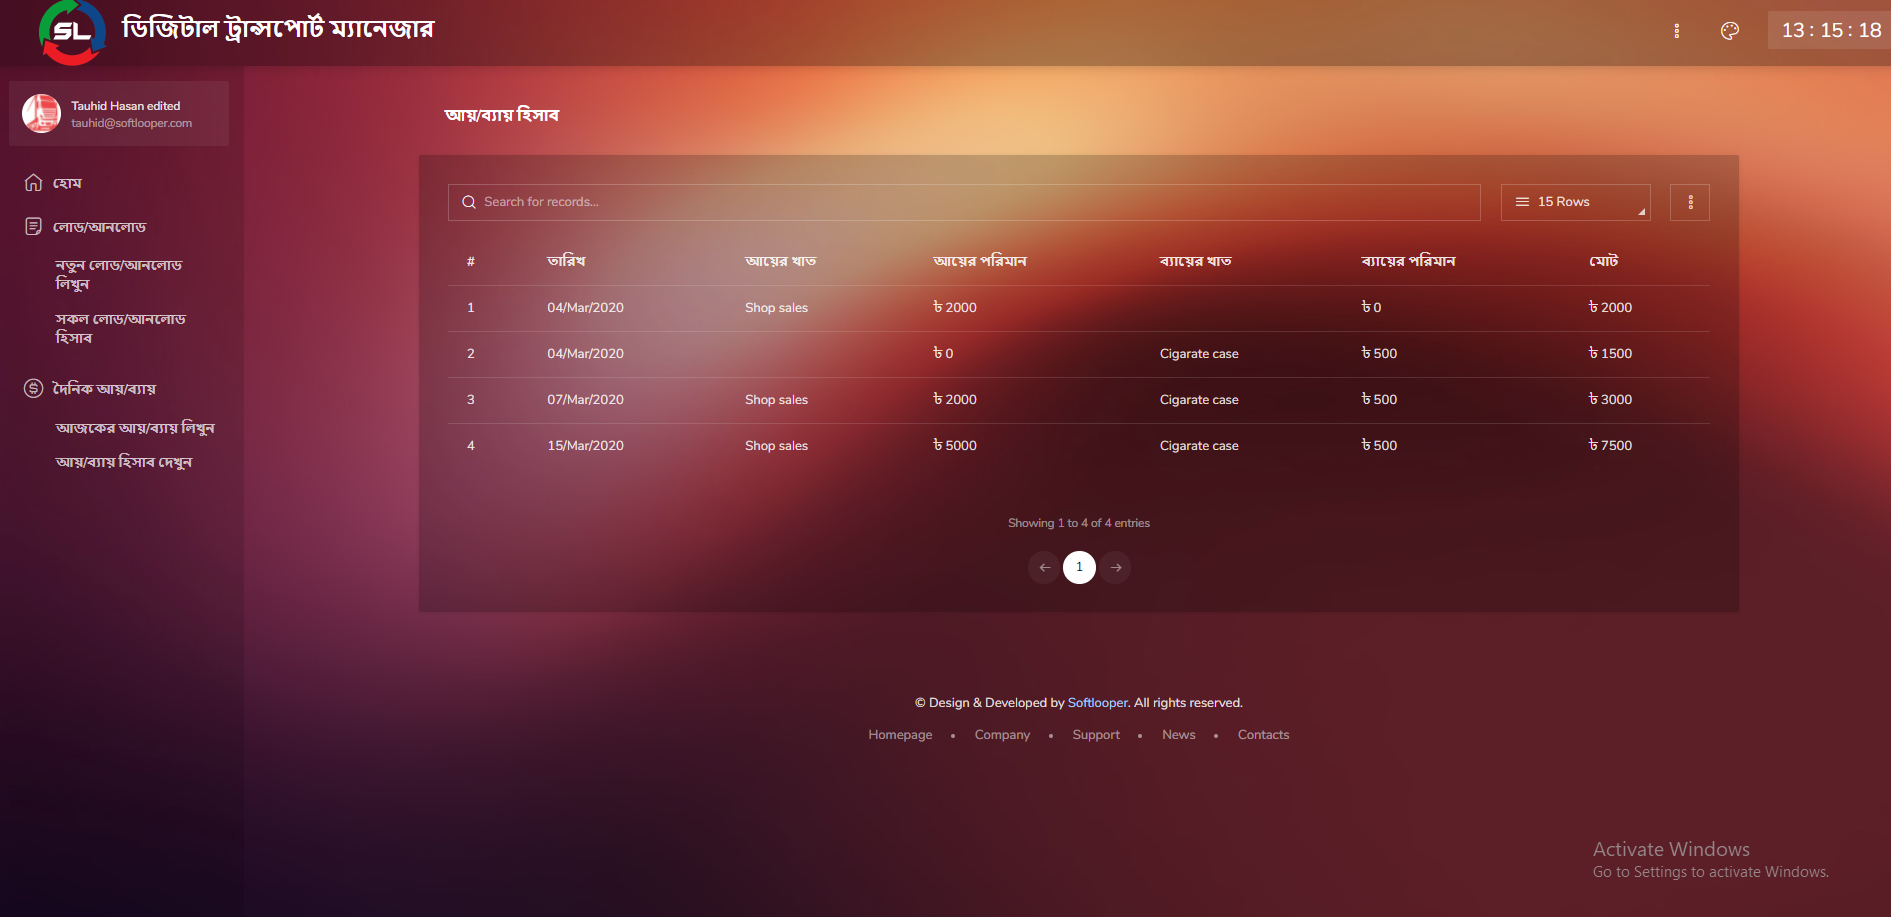 SL ডিজিটাল ট্রান্সপোর্ট ম্যানেজার 13 : 15 : 18
Tauhid Hasan edited
tauhid@softlooper.com
হোম
লোড/আনলোড
নতুন লোড/আনলোড
লিখুন
সকল লোড/আনলোড
হিসাব
দৈনিক আয়/ব্যায়
আজকের আয়/ব্যায় লিখুন
আয়/ব্যায় হিসাব দেখুন
আয়/ব্যায় হিসাব
Search for records... 15 Rows
# তারিখ আয়ের খাত আয়ের পরিমান ব্যায়ের খাত ব্যায়ের পরিমান মোট
1 04/Mar/2020 Shop sales ৳ 2000 ৳ 0 ৳ 2000
2 04/Mar/2020 ৳ 0 Cigarate case ৳ 500 ৳ 1500
3 07/Mar/2020 Shop sales ৳ 2000 Cigarate case ৳ 500 ৳ 3000
4 15/Mar/2020 Shop sales ৳ 5000 Cigarate case ৳ 500 ৳ 7500
Showing 1 to 4 of 4 entries
← 1 →
© Design & Developed by Softlooper. All rights reserved.
Homepage • Company • Support • News • Contacts
Activate Windows
Go to Settings to activate Windows.